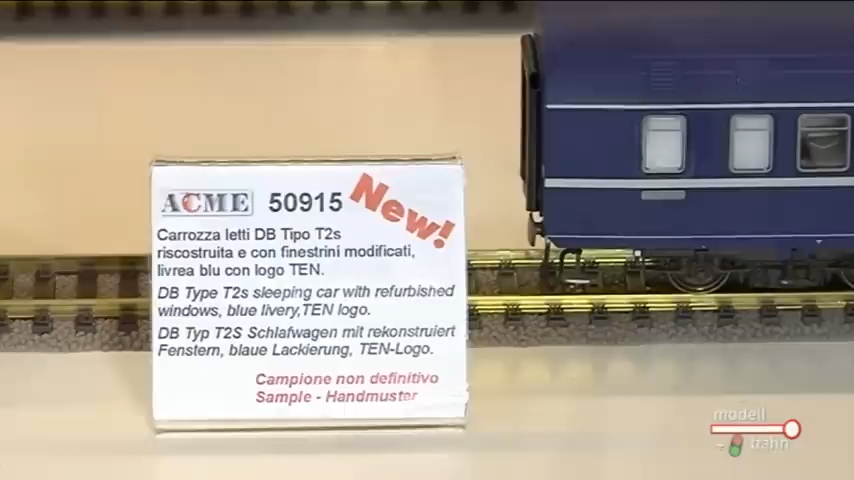 ACME 50915 New!
Carrozza letti DB Tipo T2s
riscostruita e con finestrini modificati,
livrea blu con logo TEN.
DB Type T2s sleeping car with refurbished
windows, blue livery,TEN logo.
DB Typ T2S Schlafwagen mit rekonstruiert
Fenstern, blaue Lackierung, TEN-Logo.
Campione non definitivo
Sample - Handmuster
modell
bahn